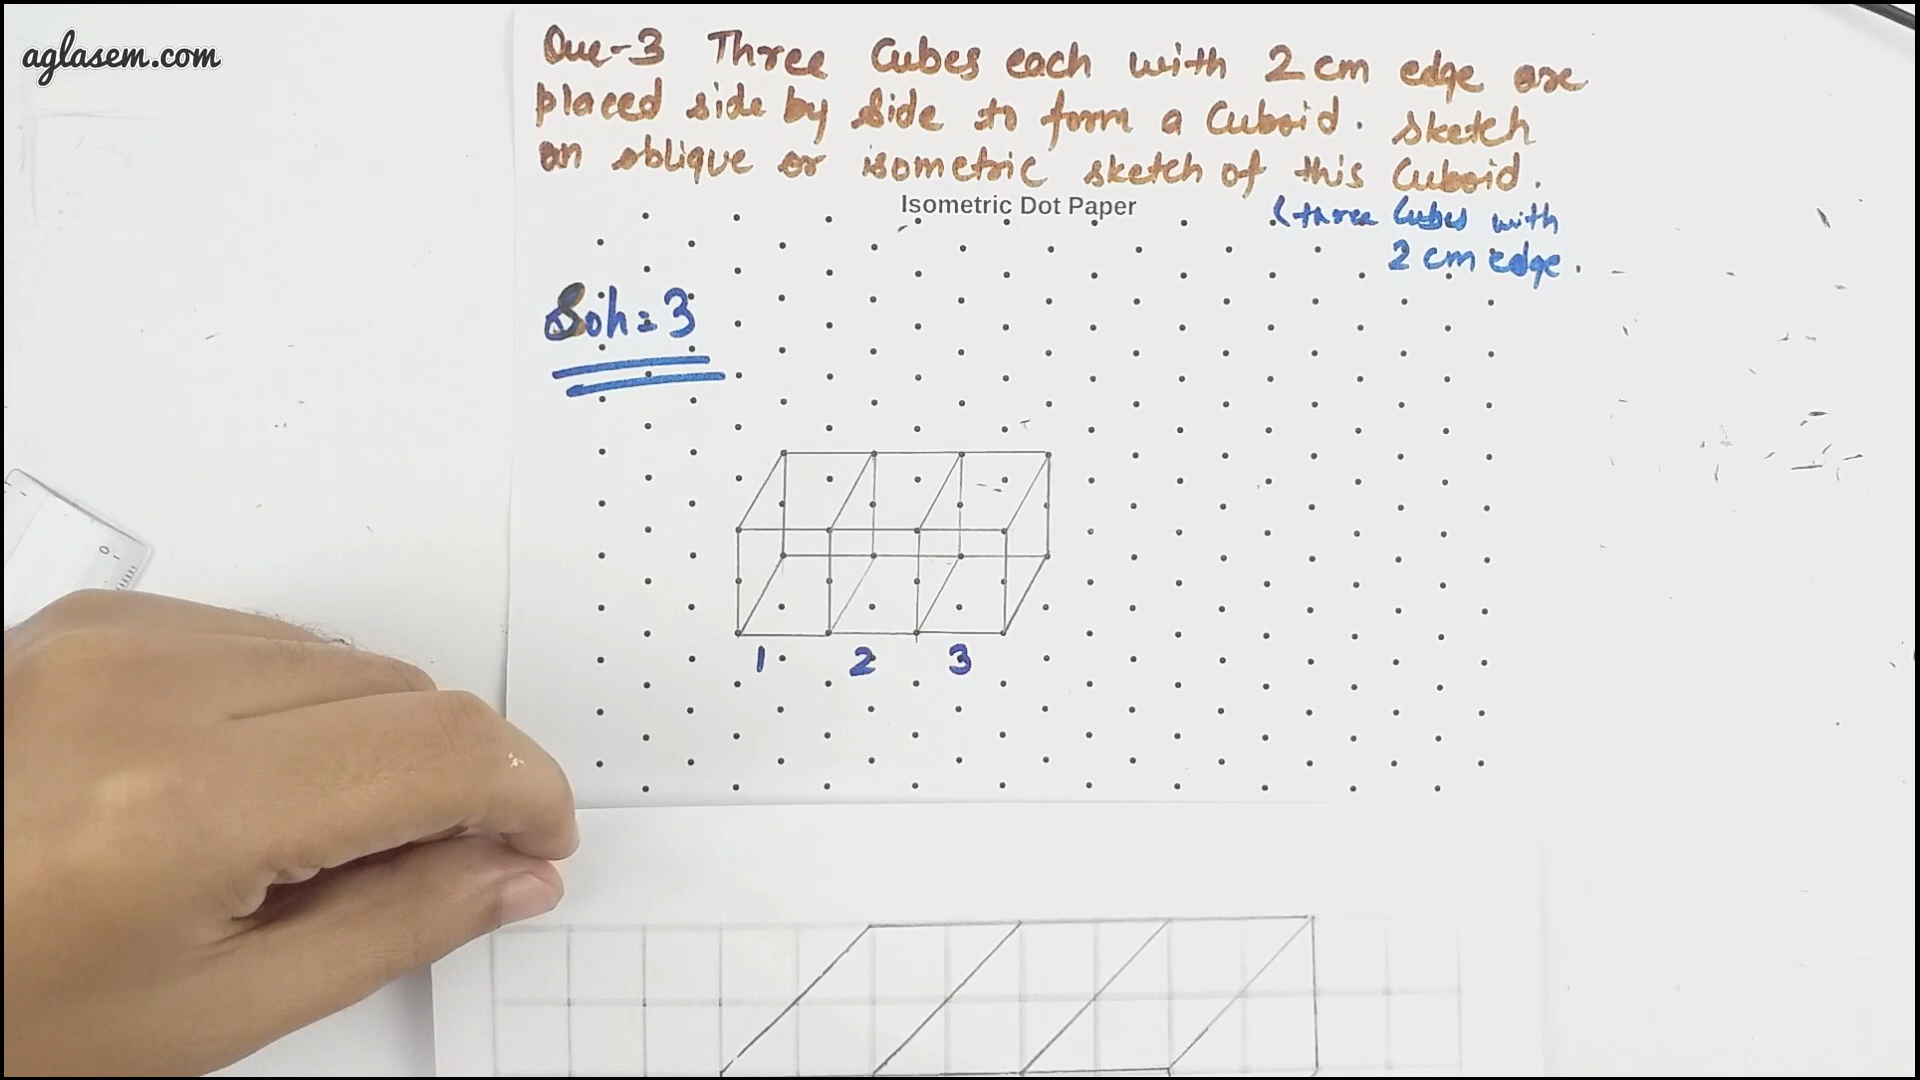 aglasem.com
Que-3 Three Cubes each with 2 cm edge are
placed side by side to form a Cuboid. sketch
an oblique or isometric sketch of this Cuboid.
Isometric Dot Paper
(three Cubes with
2 cm edge.
Soln = 3
1 2 3
0